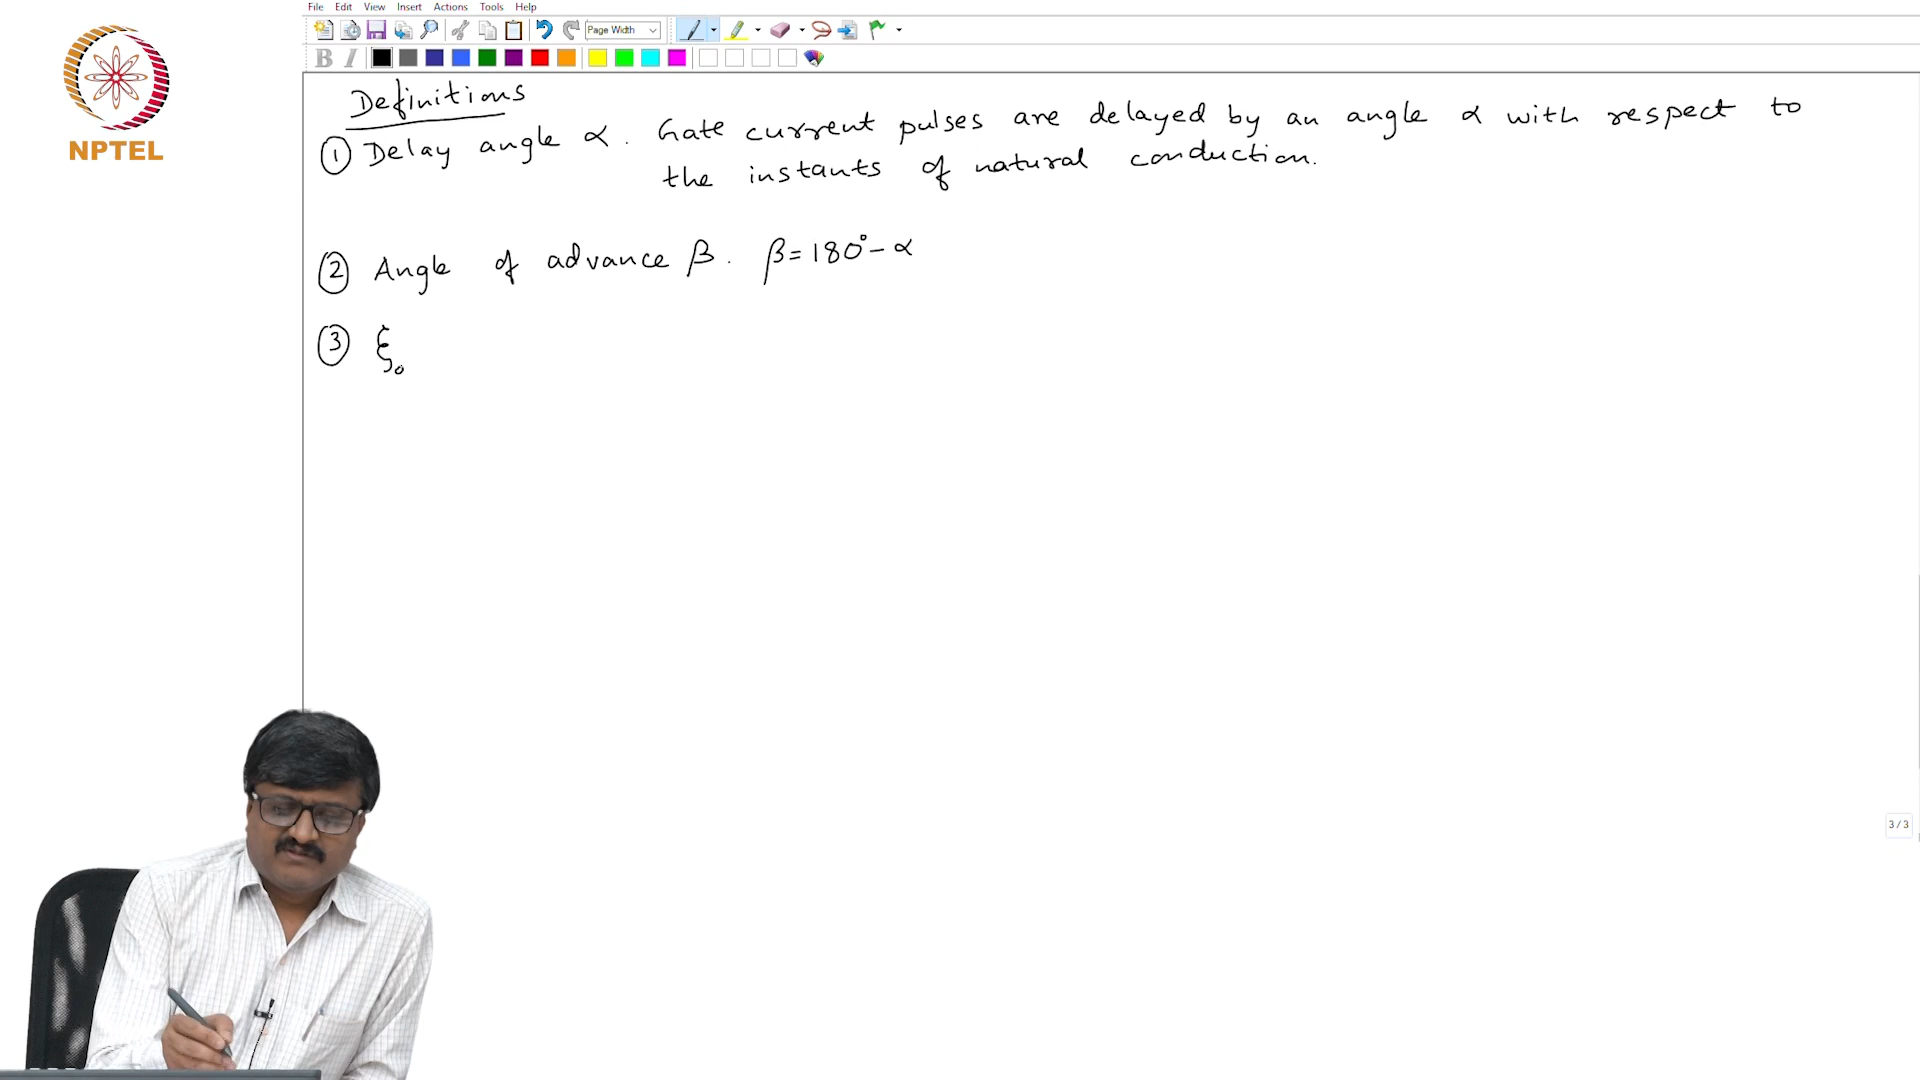 File Edit View Insert Actions Tools Help
Page Width
B I
NPTEL
Definitions
① Delay angle α. Gate current pulses are delayed by an angle α with respect to
the instants of natural conduction.
② Angle of advance β. β = 180° - α
③ ξ₀
3 / 3